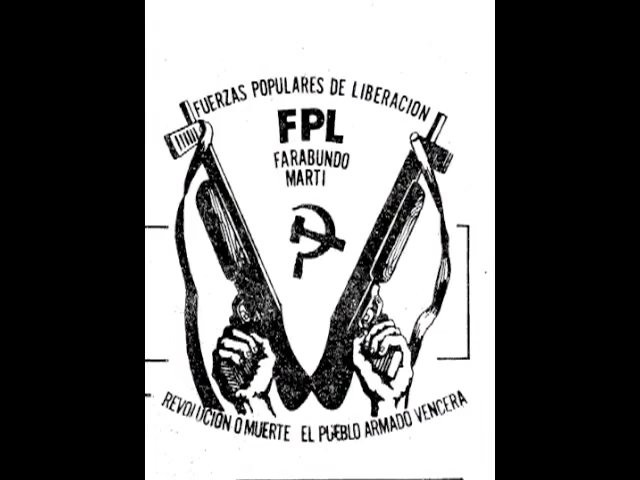 FUERZAS POPULARES DE LIBERACION
FPL
FARABUNDO
MARTI
REVOLUCION O MUERTE EL PUEBLO ARMADO VENCERA